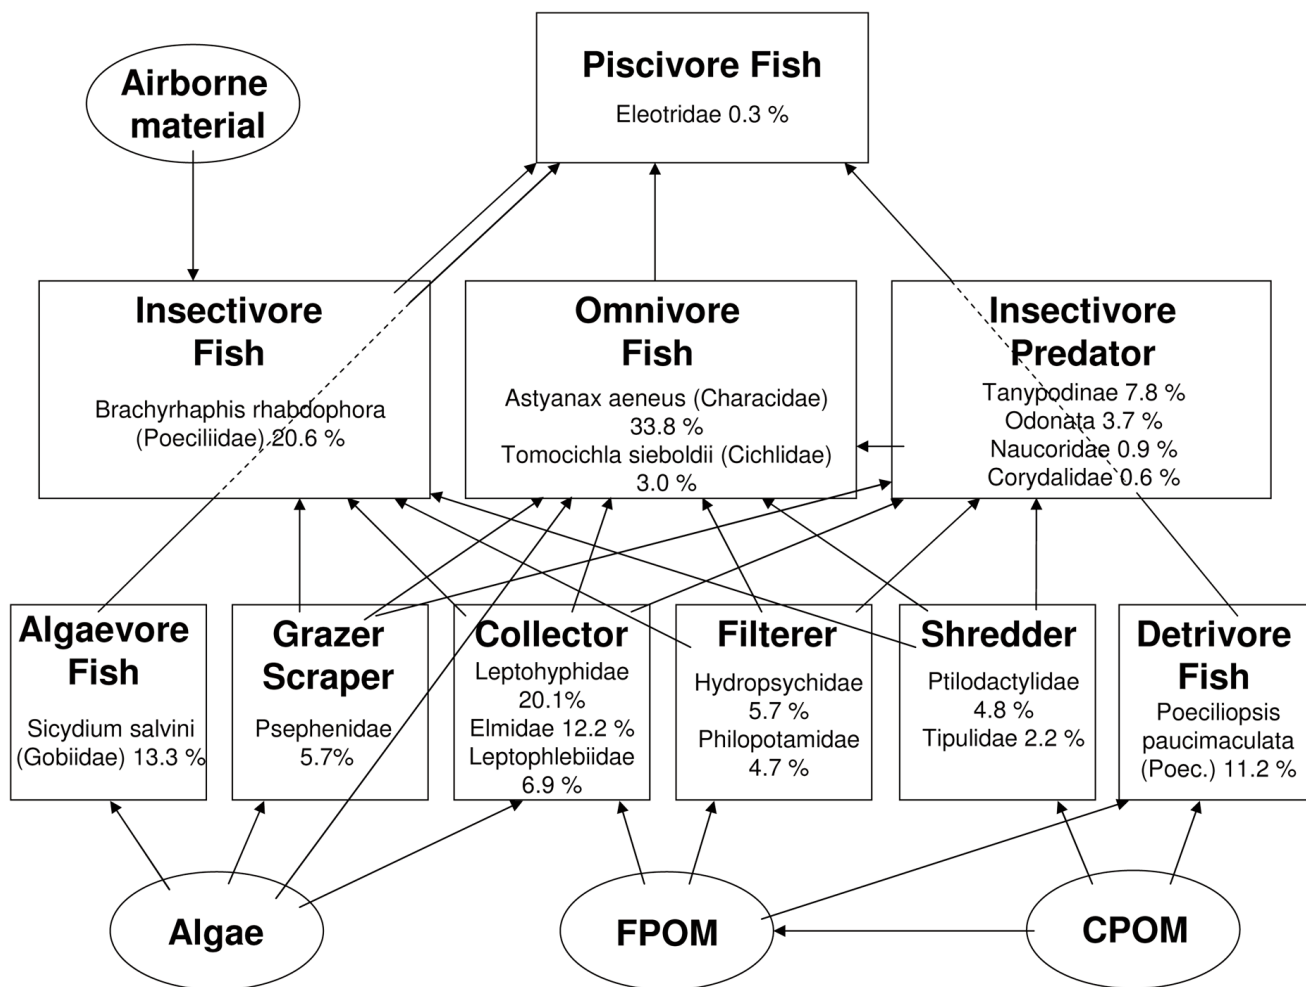 Airborne
material
Piscivore Fish
Eleotridae 0.3 %
Insectivore
Fish
Brachyrhaphis rhabdophora
(Poeciliidae) 20.6 %
Omnivore
Fish
Astyanax aeneus (Characidae)
33.8 %
Tomocichla sieboldii (Cichlidae)
3.0 %
Insectivore
Predator
Tanypodinae 7.8 %
Odonata 3.7 %
Naucoridae 0.9 %
Corydalidae 0.6 %
Algaevore
Fish
Sicydium salvini
(Gobiidae) 13.3 %
Grazer
Scraper
Psephenidae
5.7%
Collector
Leptohyphidae
20.1%
Elmidae 12.2 %
Leptophlebiidae
6.9 %
Filterer
Hydropsychidae
5.7 %
Philopotamidae
4.7 %
Shredder
Ptilodactylidae
4.8 %
Tipulidae 2.2 %
Detrivore
Fish
Poeciliopsis
paucimaculata
(Poec.) 11.2 %
Algae
FPOM
CPOM